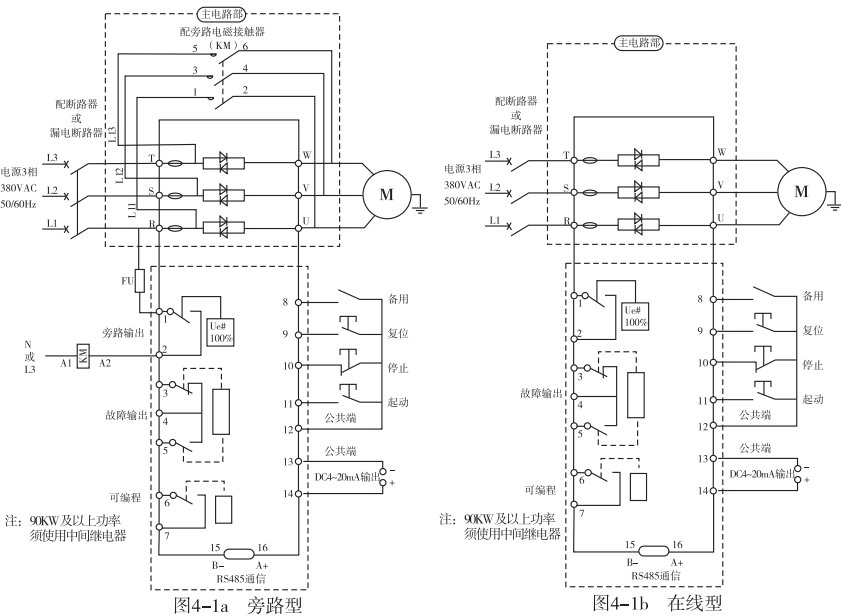 主电路部
配旁路电磁接触器
(KM)
5
6
3
4
1
2
配断路器
或
漏电断路器
L13
L12
L11
L3
T
W
电源3相
380VAC
50/60Hz
L2
S
V
M
L1
R
U
FU
1
Ue#
100%
旁路输出
2
N
或
L3
A1
KM
A2
3
故障输出
4
5
可编程
6
7
8
备用
9
复位
10
停止
11
起动
公共端
12
公共端
13
DC4~20mA输出
-
+
14
注：90KW及以上功率
须使用中间继电器
15
16
B-
A+
RS485通信
图4-1a 旁路型
主电路部
配断路器
或
漏电断路器
L3
T
W
电源3相
380VAC
50/60Hz
L2
S
V
M
L1
R
U
1
Ue#
100%
2
3
故障输出
4
5
可编程
6
7
8
备用
9
复位
10
停止
11
起动
公共端
12
公共端
13
DC4~20mA输出
-
+
14
注：90KW及以上功率
须使用中间继电器
15
16
B-
A+
RS485通信
图4-1b 在线型